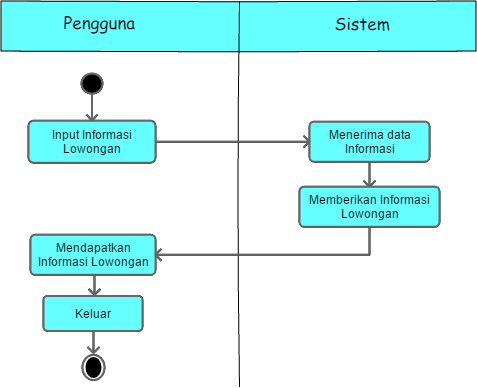 Pengguna
Sistem
Input Informasi
Lowongan
Menerima data
Informasi
Memberikan Informasi
Lowongan
Mendapatkan
Informasi Lowongan
Keluar